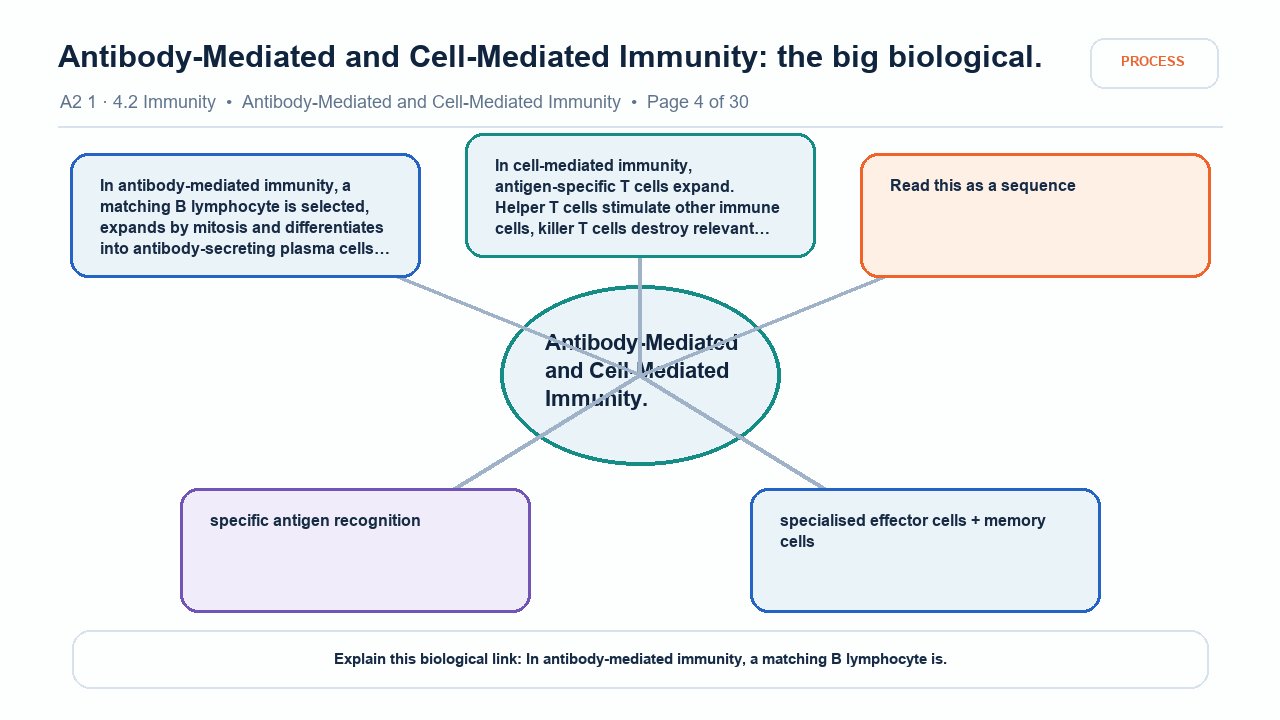 Antibody-Mediated and Cell-Mediated Immunity: the big biological.
PROCESS
A2 1 · 4.2 Immunity • Antibody-Mediated and Cell-Mediated Immunity • Page 4 of 30
In antibody-mediated immunity, a
matching B lymphocyte is selected,
expands by mitosis and differentiates
into antibody-secreting plasma cells…
In cell-mediated immunity,
antigen-specific T cells expand.
Helper T cells stimulate other immune
cells, killer T cells destroy relevant…
Read this as a sequence
Antibody-Mediated
and Cell-Mediated
Immunity.
specific antigen recognition
specialised effector cells + memory
cells
Explain this biological link: In antibody-mediated immunity, a matching B lymphocyte is.